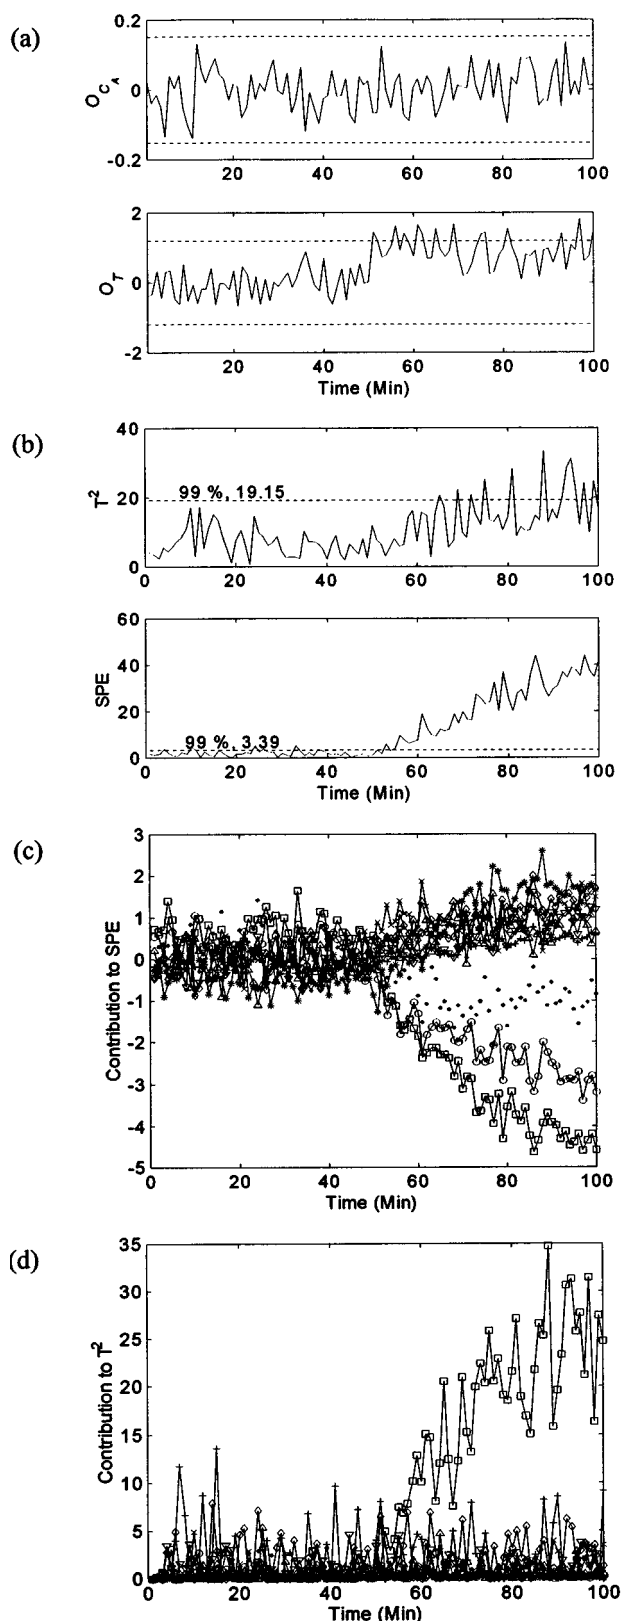 (a)
O_{C_A}
0.2
0
-0.2
20 40 60 80 100
O_T
2
0
-2
20 40 60 80 100
Time (Min)
(b)
T^2
40
20
0
99 %, 19.15
0 20 40 60 80 100
SPE
60
40
20
0
99 %, 3.39
0 20 40 60 80 100
Time (Min)
(c)
Contribution to SPE
3
2
1
0
-1
-2
-3
-4
-5
0 20 40 60 80 100
Time (Min)
(d)
Contribution to T^2
35
30
25
20
15
10
5
0
0 20 40 60 80 100
Time (Min)